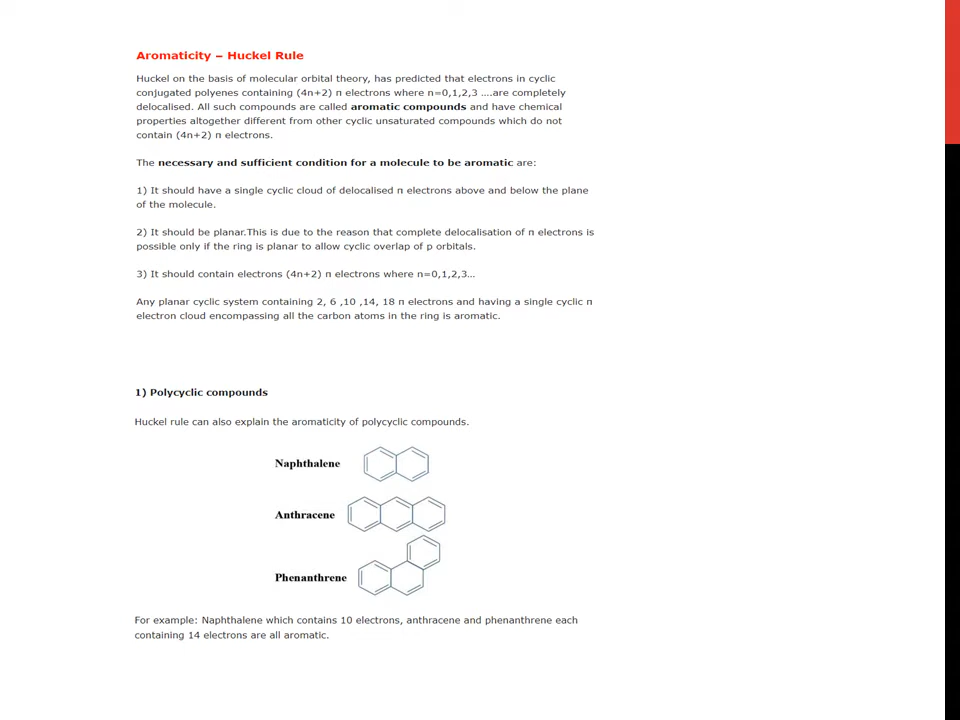 Aromaticity – Huckel Rule
Huckel on the basis of molecular orbital theory, has predicted that electrons in cyclic
conjugated polyenes containing (4n+2) π electrons where n=0,1,2,3 ....are completely
delocalised. All such compounds are called aromatic compounds and have chemical
properties altogether different from other cyclic unsaturated compounds which do not
contain (4n+2) π electrons.
The necessary and sufficient condition for a molecule to be aromatic are:
1) It should have a single cyclic cloud of delocalised π electrons above and below the plane
of the molecule.
2) It should be planar.This is due to the reason that complete delocalisation of π electrons is
possible only if the ring is planar to allow cyclic overlap of p orbitals.
3) It should contain electrons (4n+2) π electrons where n=0,1,2,3...
Any planar cyclic system containing 2, 6 ,10 ,14, 18 π electrons and having a single cyclic π
electron cloud encompassing all the carbon atoms in the ring is aromatic.
1) Polycyclic compounds
Huckel rule can also explain the aromaticity of polycyclic compounds.
Naphthalene
Anthracene
Phenanthrene
For example: Naphthalene which contains 10 electrons, anthracene and phenanthrene each
containing 14 electrons are all aromatic.